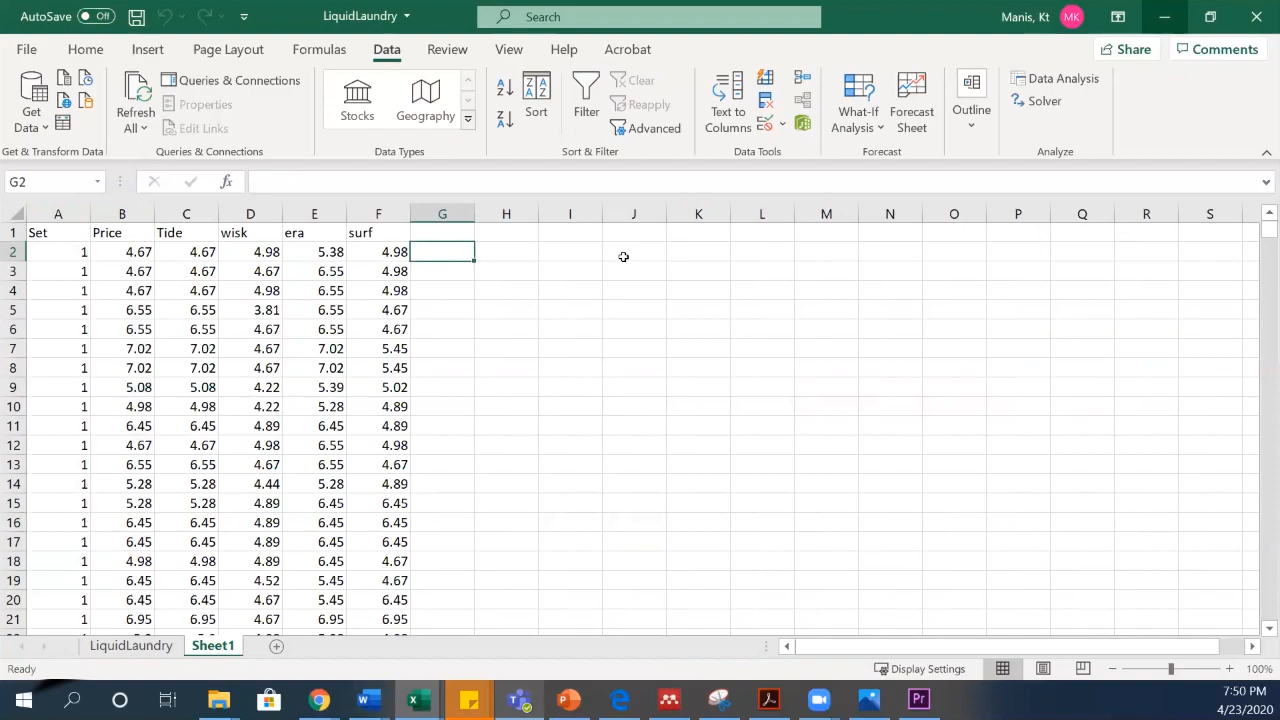 AutoSave Off LiquidLaundry Search Manis, Kt MK
File Home Insert Page Layout Formulas Data Review View Help Acrobat Share Comments
Get Data
Refresh All
Queries & Connections
Properties
Edit Links
Stocks
Geography
Sort
Filter
Clear
Reapply
Advanced
Text to Columns
What-If Analysis
Forecast Sheet
Outline
Data Analysis
Solver
Get & Transform Data Queries & Connections Data Types Sort & Filter Data Tools Forecast Analyze
G2 fx
A B C D E F G H I J K L M N O P Q R S
1 Set Price Tide wisk era surf
2 1 4.67 4.67 4.98 5.38 4.98
3 1 4.67 4.67 4.67 6.55 4.98
4 1 4.67 4.67 4.98 6.55 4.98
5 1 6.55 6.55 3.81 6.55 4.67
6 1 6.55 6.55 4.67 6.55 4.67
7 1 7.02 7.02 4.67 7.02 5.45
8 1 7.02 7.02 4.67 7.02 5.45
9 1 5.08 5.08 4.22 5.39 5.02
10 1 4.98 4.98 4.22 5.28 4.89
11 1 6.45 6.45 4.89 6.45 4.89
12 1 4.67 4.67 4.98 6.55 4.98
13 1 6.55 6.55 4.67 6.55 4.67
14 1 5.28 5.28 4.44 5.28 4.89
15 1 5.28 5.28 4.89 6.45 6.45
16 1 6.45 6.45 4.89 6.45 6.45
17 1 6.45 6.45 4.89 6.45 6.45
18 1 4.98 4.98 4.89 6.45 4.67
19 1 6.45 6.45 4.52 5.45 4.67
20 1 6.45 6.45 4.67 5.45 6.45
21 1 6.95 6.95 4.67 6.95 6.95
LiquidLaundry Sheet1
Ready Display Settings 100%
7:50 PM
4/23/2020